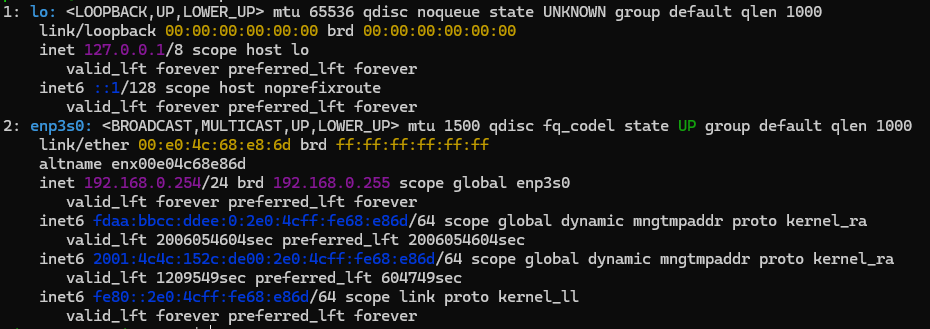 1: lo: <LOOPBACK,UP,LOWER_UP> mtu 65536 qdisc noqueue state UNKNOWN group default qlen 1000
link/loopback 00:00:00:00:00:00 brd 00:00:00:00:00:00
inet 127.0.0.1/8 scope host lo
valid_lft forever preferred_lft forever
inet6 ::1/128 scope host noprefixroute
valid_lft forever preferred_lft forever
2: enp3s0: <BROADCAST,MULTICAST,UP,LOWER_UP> mtu 1500 qdisc fq_codel state UP group default qlen 1000
link/ether 00:e0:4c:68:e8:6d brd ff:ff:ff:ff:ff:ff
altname enx00e04c68e86d
inet 192.168.0.254/24 brd 192.168.0.255 scope global enp3s0
valid_lft forever preferred_lft forever
inet6 fdaa:bbcc:ddee:0:2e0:4cff:fe68:e86d/64 scope global dynamic mngtmpaddr proto kernel_ra
valid_lft 2006054604sec preferred_lft 2006054604sec
inet6 2001:4c4c:152c:de00:2e0:4cff:fe68:e86d/64 scope global dynamic mngtmpaddr proto kernel_ra
valid_lft 1209549sec preferred_lft 604749sec
inet6 fe80::2e0:4cff:fe68:e86d/64 scope link proto kernel_ll
valid_lft forever preferred_lft forever